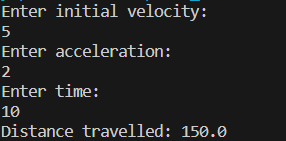 Enter initial velocity:
5
Enter acceleration:
2
Enter time:
10
Distance travelled: 150.0